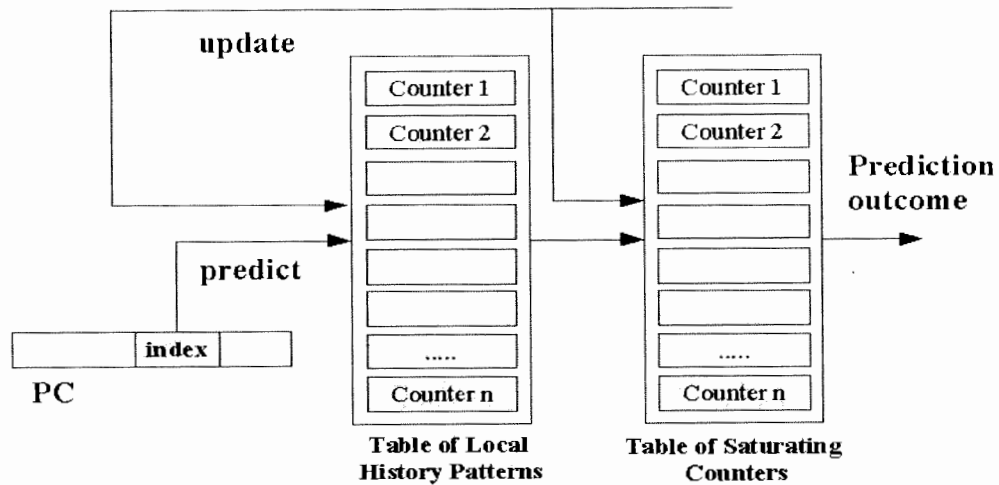 update
Counter 1
Counter 2
.....
Counter n
Table of Local
History Patterns
predict
index
PC
Counter 1
Counter 2
.....
Counter n
Table of Saturating
Counters
Prediction
outcome